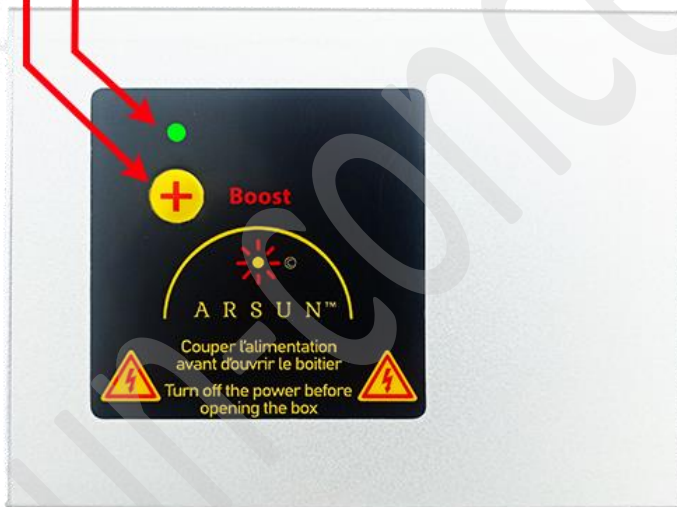 Boost
©
ARSUN™
Couper l'alimentation
avant d'ouvrir le boitier
Turn off the power before
opening the box